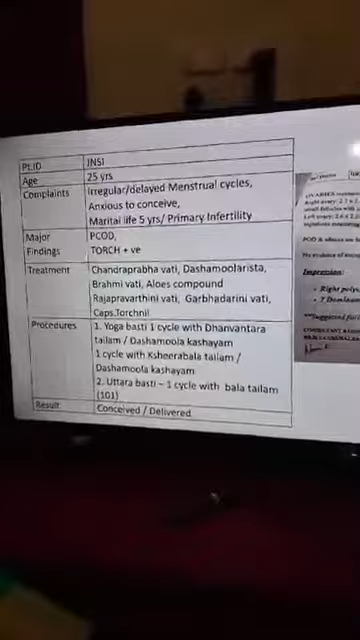 Pt.ID JNSI
Age 25 yrs
Complaints Irregular/delayed Menstrual cycles,
Anxious to conceive,
Marital life 5 yrs/ Primary Infertility
Major PCOD,
Findings TORCH + ve
Treatment Chandraprabha vati, Dashamoolarista,
Brahmi vati, Aloes compound
Rajapravarthini vati, Garbhadarini vati,
Caps.Torchnil
Procedures 1. Yoga basti 1 cycle with Dhanvantara
tailam / Dashamoola kashayam
1 cycle with Ksheerabala tailam /
Dashamoola kashayam
2. Uttara basti – 1 cycle with bala tailam
(101)
Result Conceived / Delivered
Impression:
• Right